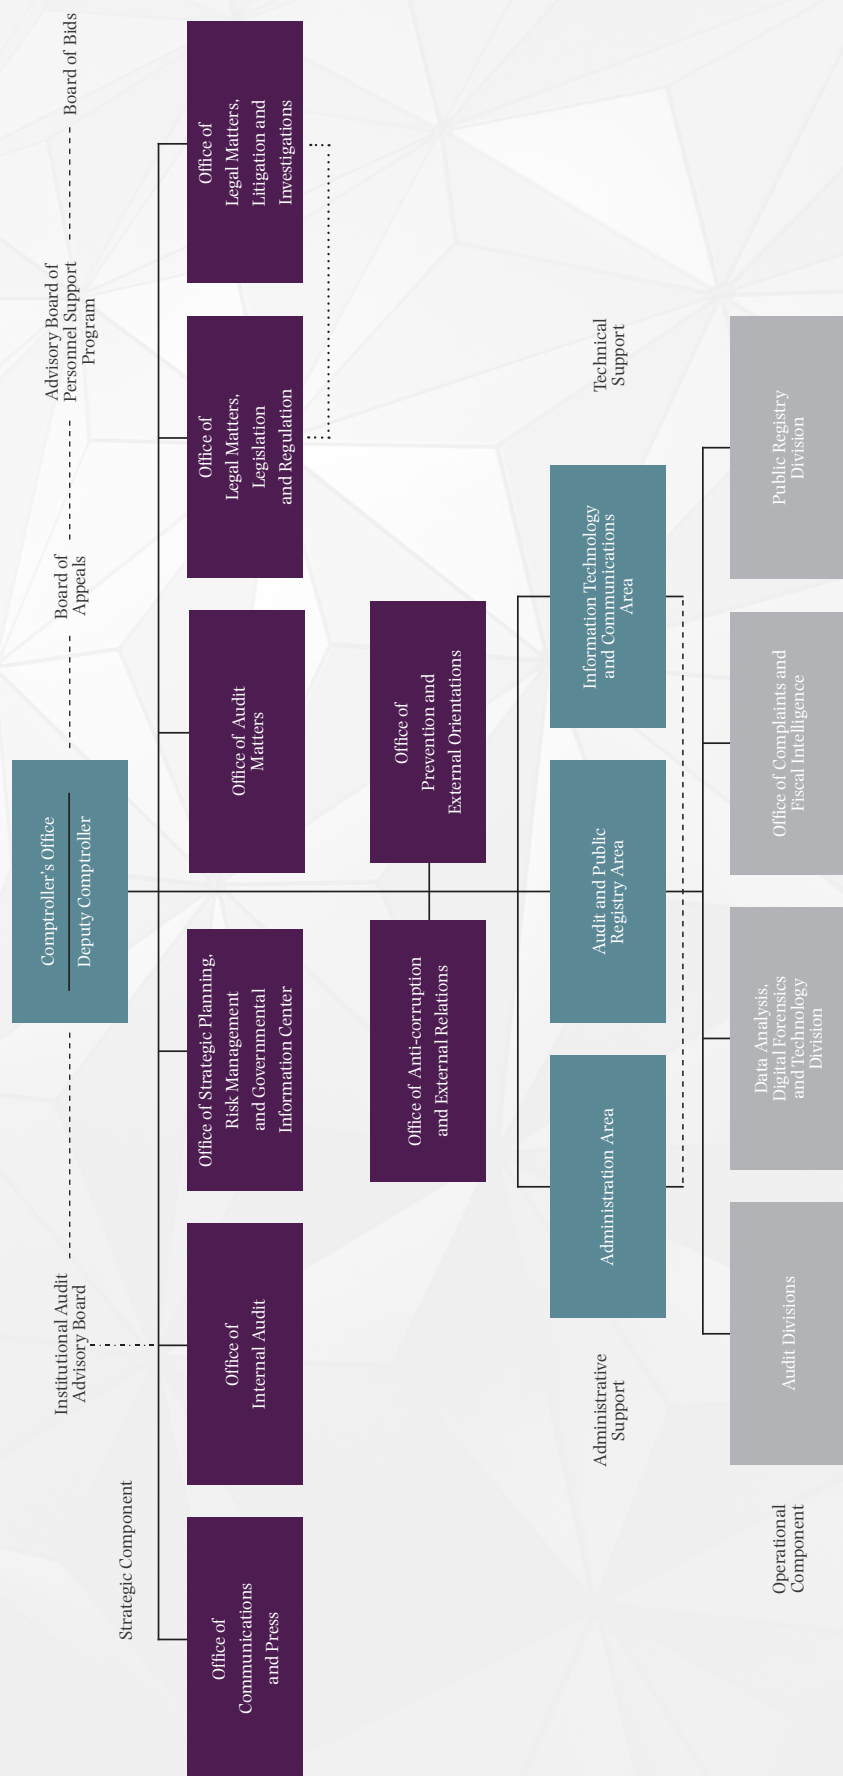 Comptroller's Office
Deputy Comptroller
Institutional Audit
Advisory Board
Board of
Appeals
Advisory Board of
Personnel Support
Program
Board of Bids
Strategic Component
Office of
Communications
and Press
Office of
Internal Audit
Office of Strategic Planning,
Risk Management
and Governmental
Information Center
Office of Audit
Matters
Office of
Legal Matters,
Legislation
and Regulation
Office of
Legal Matters,
Litigation and
Investigations
Office of Anti-corruption
and External Relations
Office of
Prevention and
External Orientations
Administrative
Support
Administration Area
Audit and Public
Registry Area
Information Technology
and Communications
Area
Technical
Support
Operational
Component
Audit Divisions
Data Analysis,
Digital Forensics
and Technology
Division
Office of Complaints and
Fiscal Intelligence
Public Registry
Division